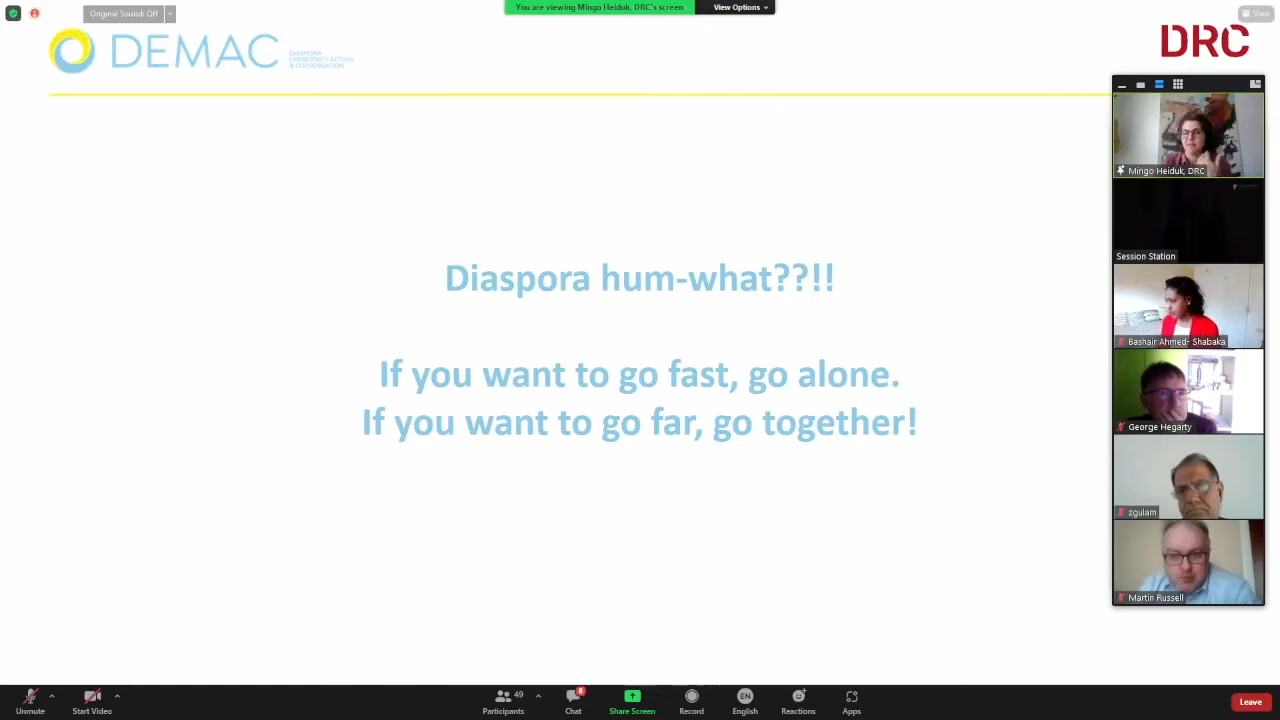 Original Sound: Off
You are viewing Mingo Heiduk, DRC's screen
View Options
View
DEMAC
DIASPORA
EMERGENCY ACTION
& COORDINATION
DRC
Mingo Heiduk, DRC
Session Station
Diaspora hum-what??!!
Bashair Ahmed- Shabaka
If you want to go fast, go alone.
If you want to go far, go together!
George Hegarty
zgulam
Martin Russell
49
8
EN
Unmute
Start Video
Participants
Chat
Share Screen
Record
English
Reactions
Apps
Leave